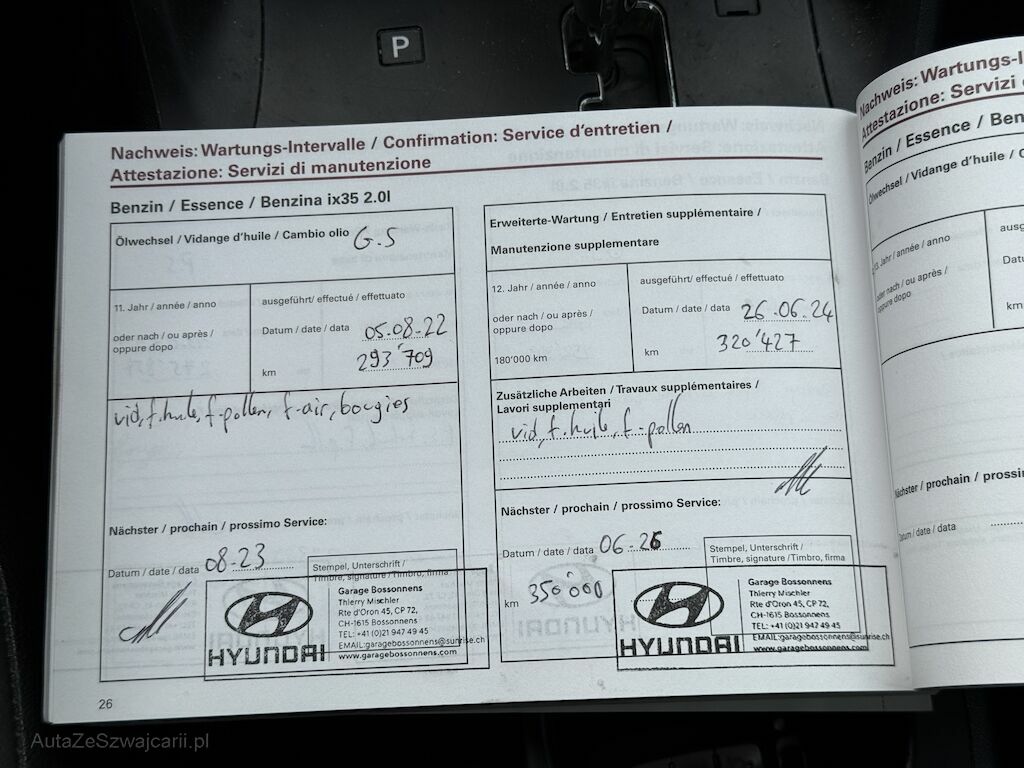 P
Nachweis: Wartungs-Intervalle / Confirmation: Service d'entretien /
Attestazione: Servizi di manutenzione
Benzin / Essence / Benzina ix35 2.0l
Ölwechsel / Vidange d'huile / Cambio olio G.S
11. Jahr / année / anno
oder nach / ou après /
oppure dopo
ausgeführt/ effectué / effettuato
Datum / date / data 05.08.22
km 293'709
vid, f.huile, f-pollen, f-air, bougies
Nächster / prochain / prossimo Service:
Datum / date / data 08-23
Stempel, Unterschrift /
Timbre, signature / Timbro, firma
HYUNDAI
Garage Bossonnens
Thierry Mischler
Rte d'Oron 45, CP 72,
CH-1615 Bossonnens
TEL: +41 (0)21 947 49 45
EMAIL:garagebossonnens@sunrise.ch
www.garagebossonnens.com
26
Erweiterte-Wartung / Entretien supplémentaire /
Manutenzione supplementare
12. Jahr / année / anno
oder nach / ou après /
oppure dopo
180'000 km
ausgeführt/ effectué / effettuato
Datum / date / data 26.06.24
km 320'427
Zusätzliche Arbeiten / Travaux supplémentaires /
Lavori supplementari
vid, f.huile, f-pollen
Nächster / prochain / prossimo Service:
Datum / date / data 06-26
km 350'000
Stempel, Unterschrift /
Timbre, signature /Timbro, firma
HYUNDAI
Garage Bossonnens
Thierry Mischler
Rte d'Oron 45, CP 72,
CH-1615 Bossonnens
TEL: +41 (0)21 947 49 45
EMAIL:garagebossonnens@sunrise.ch
www.garagebossonnens.com
Nachweis: Wartungs-I
Attestazione: Servizi
Benzin / Essence / Ben
Ölwechsel / Vidange d'huile / C
13. Jahr / année / anno
oder nach / ou après /
oppure dopo
ausg
Datu
km
Nächster / prochain / prossim
Datum / date / data
AutaZeSzwajcarii.pl